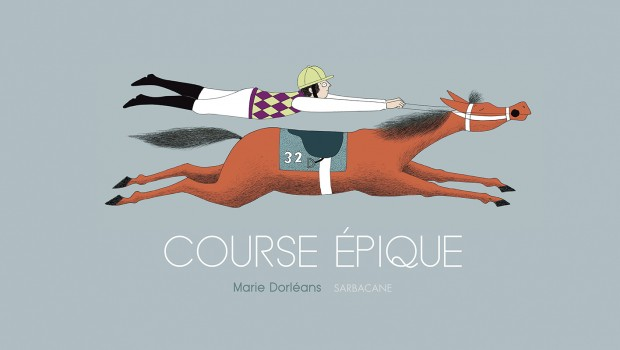 32
COURSE ÉPIQUE
Marie Dorléans SARBACANE